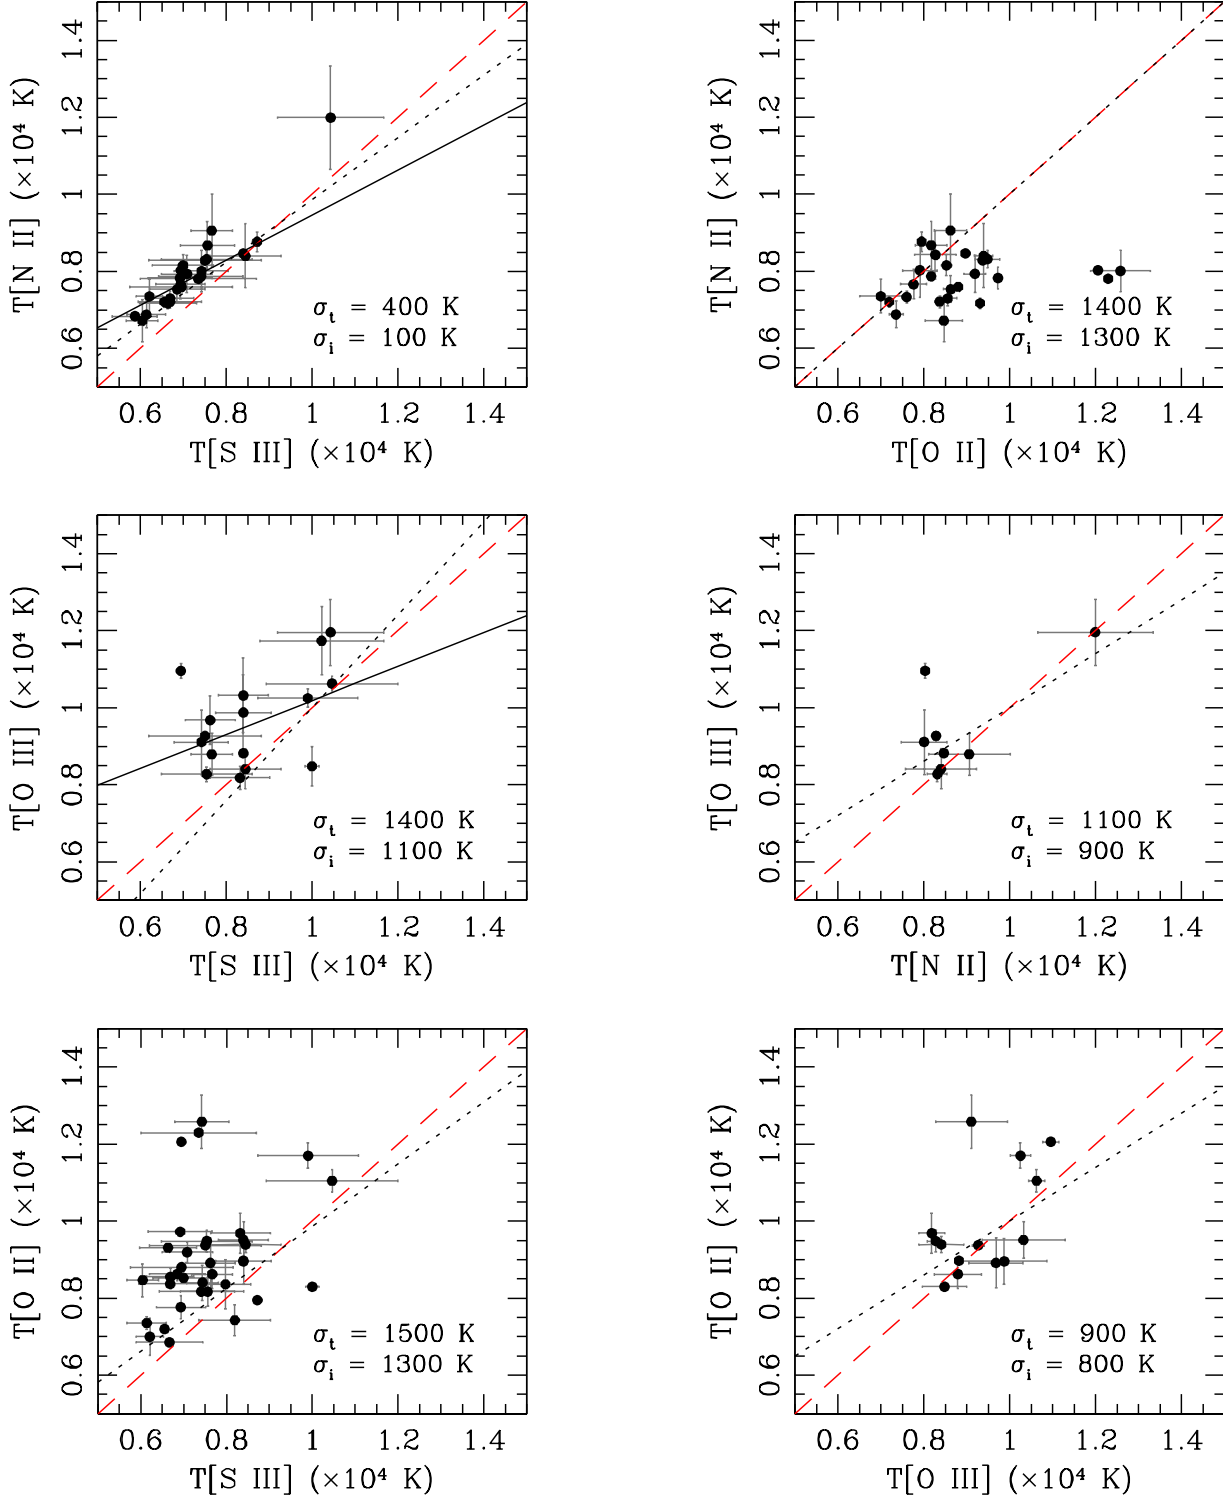 1.4
1.2
1
0.8
0.6
T[N II] (×10⁴ K)
σt = 400 K
σi = 100 K
0.6 0.8 1 1.2 1.4
T[S III] (×10⁴ K)
1.4
1.2
1
0.8
0.6
T[N II] (×10⁴ K)
σt = 1400 K
σi = 1300 K
0.6 0.8 1 1.2 1.4
T[O II] (×10⁴ K)
1.4
1.2
1
0.8
0.6
T[O III] (×10⁴ K)
σt = 1400 K
σi = 1100 K
0.6 0.8 1 1.2 1.4
T[S III] (×10⁴ K)
1.4
1.2
1
0.8
0.6
T[O III] (×10⁴ K)
σt = 1100 K
σi = 900 K
0.6 0.8 1 1.2 1.4
T[N II] (×10⁴ K)
1.4
1.2
1
0.8
0.6
T[O II] (×10⁴ K)
σt = 1500 K
σi = 1300 K
0.6 0.8 1 1.2 1.4
T[S III] (×10⁴ K)
1.4
1.2
1
0.8
0.6
T[O II] (×10⁴ K)
σt = 900 K
σi = 800 K
0.6 0.8 1 1.2 1.4
T[O III] (×10⁴ K)